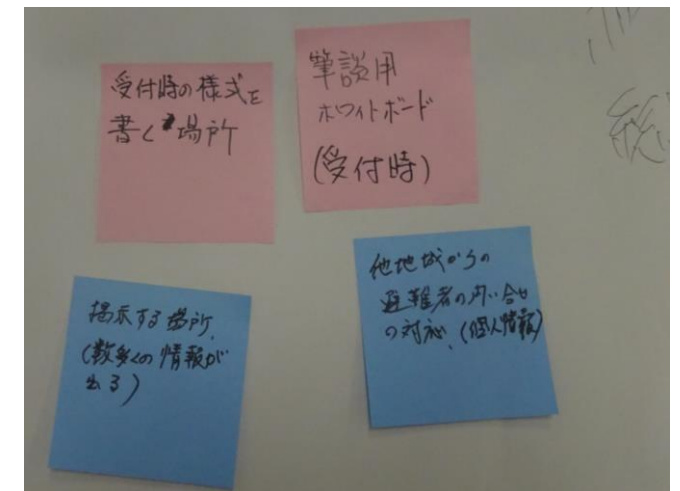 受付時の様式を
書く場所
筆談用
ホワイトボード
(受付時)
掲示する場所、
(数多くの情報が
出る)
他地域からの
避難者の問い合せ
の対応、(個人情報)
総